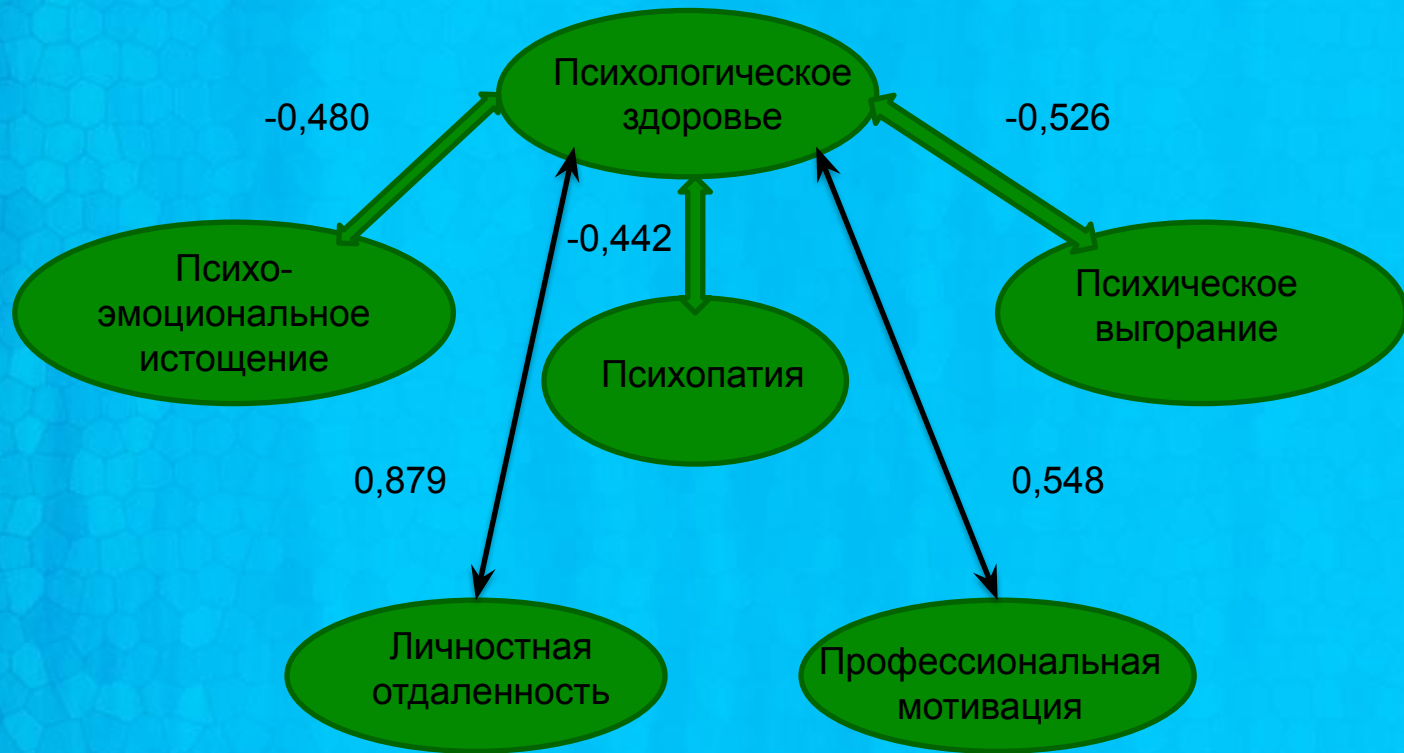 Психологическое
здоровье
-0,480
-0,526
-0,442
Психо-
эмоциональное
истощение
Психопатия
Психическое
выгорание
0,879
0,548
Личностная
отдаленность
Профессиональная
мотивация